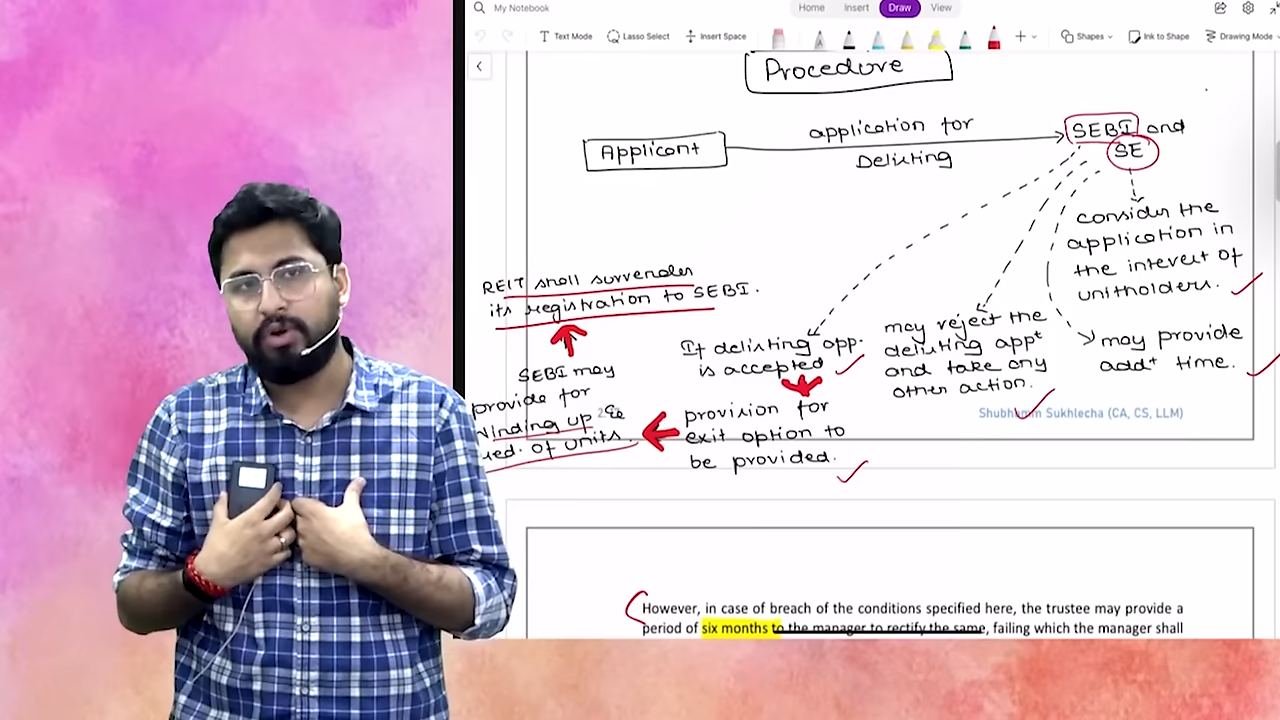 My Notebook
Home Insert Draw View
Text Mode Lasso Select Insert Space Shapes Ink to Shape Drawing Mode
Procedure
Applicant
application for
Delisting
SEBI and
SE
consider the
application in
the interest of
unitholders.
may provide
addⁿ time.
may reject the
delisting appᵗ
and take any
other action.
If delisting app.
is accepted
provision for
exit option to
be provided.
SEBI may
provide for
winding up &
red. of units.
REIT shall surrender
its registration to SEBI.
Shubhamm Sukhlecha (CA, CS, LLM)
However, in case of breach of the conditions specified here, the trustee may provide a
period of six months to the manager to rectify the same, failing which the manager shall